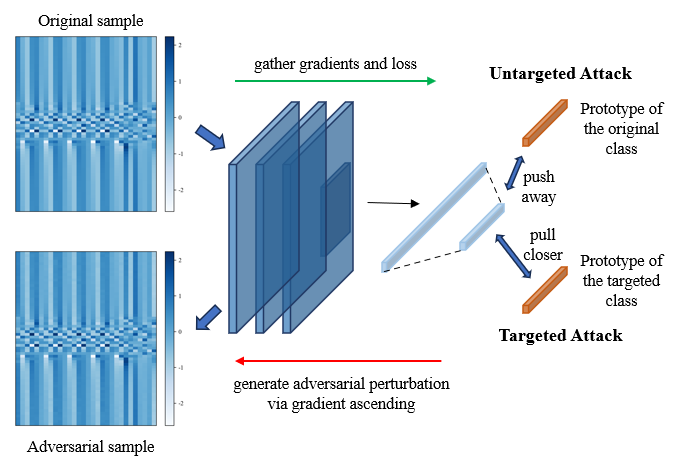 Original sample
2
1
0
-1
-2
gather gradients and loss
Untargeted Attack
Prototype of
the original
class
push
away
pull
closer
Prototype of
the targeted
class
Targeted Attack
2
1
0
-1
-2
generate adversarial perturbation
via gradient ascending
Adversarial sample